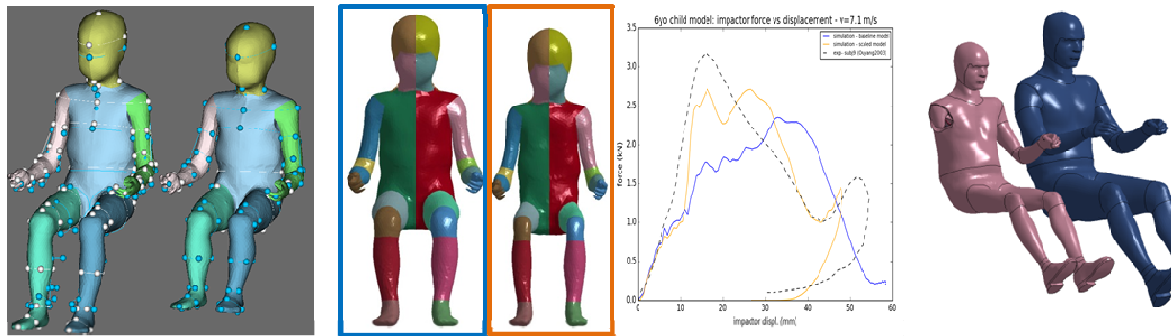 6yo child model: impactor force vs displacement - v=7.1 m/s
simulation - baseline model
simulation - scaled model
exp - subj9 (Ouyang2003)
force (kN)
3.5
3.0
2.5
2.0
1.5
1.0
0.5
0.0
0
10
20
30
40
50
60
impactor displ. (mm)